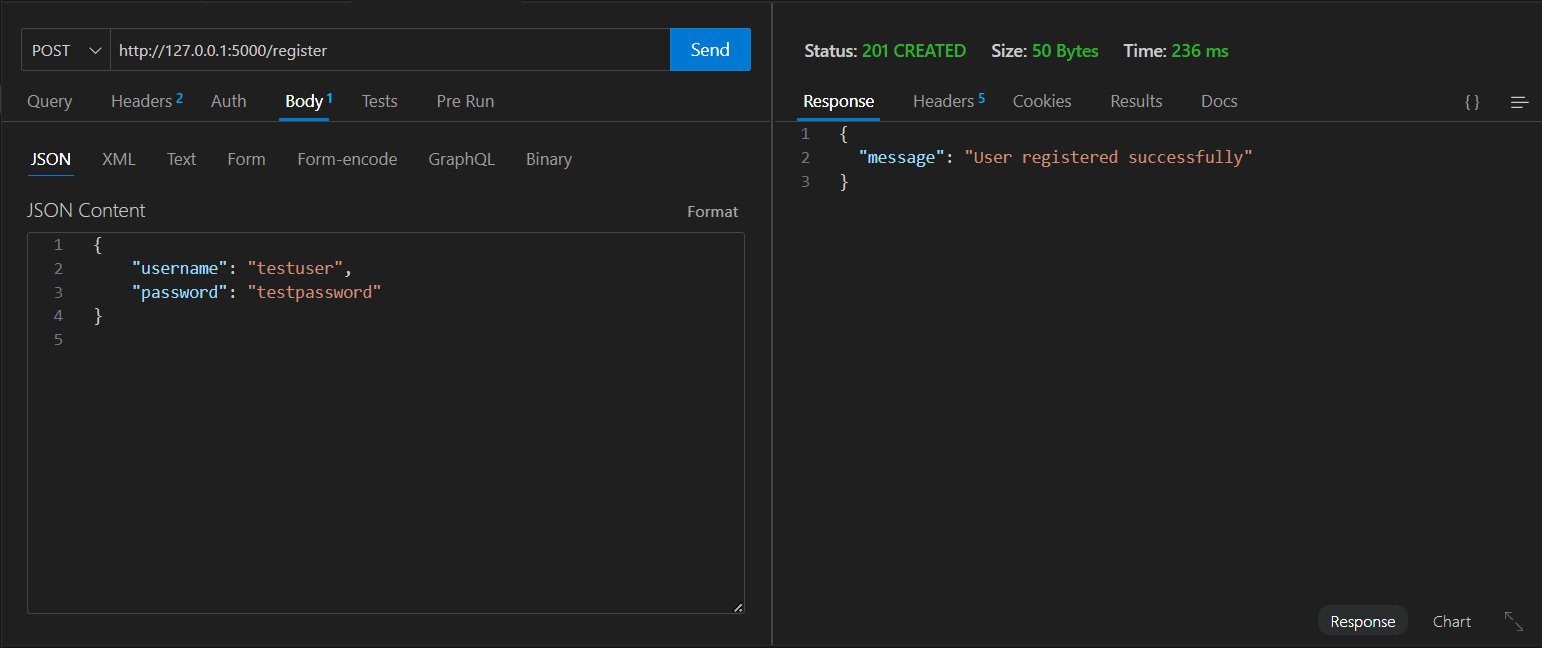 POST http://127.0.0.1:5000/register Send
Query Headers 2 Auth Body 1 Tests Pre Run
JSON XML Text Form Form-encode GraphQL Binary
JSON Content Format
1 {
2 "username": "testuser",
3 "password": "testpassword"
4 }
5
Status: 201 CREATED Size: 50 Bytes Time: 236 ms
Response Headers 5 Cookies Results Docs { }
1 {
2 "message": "User registered successfully"
3 }
Response Chart